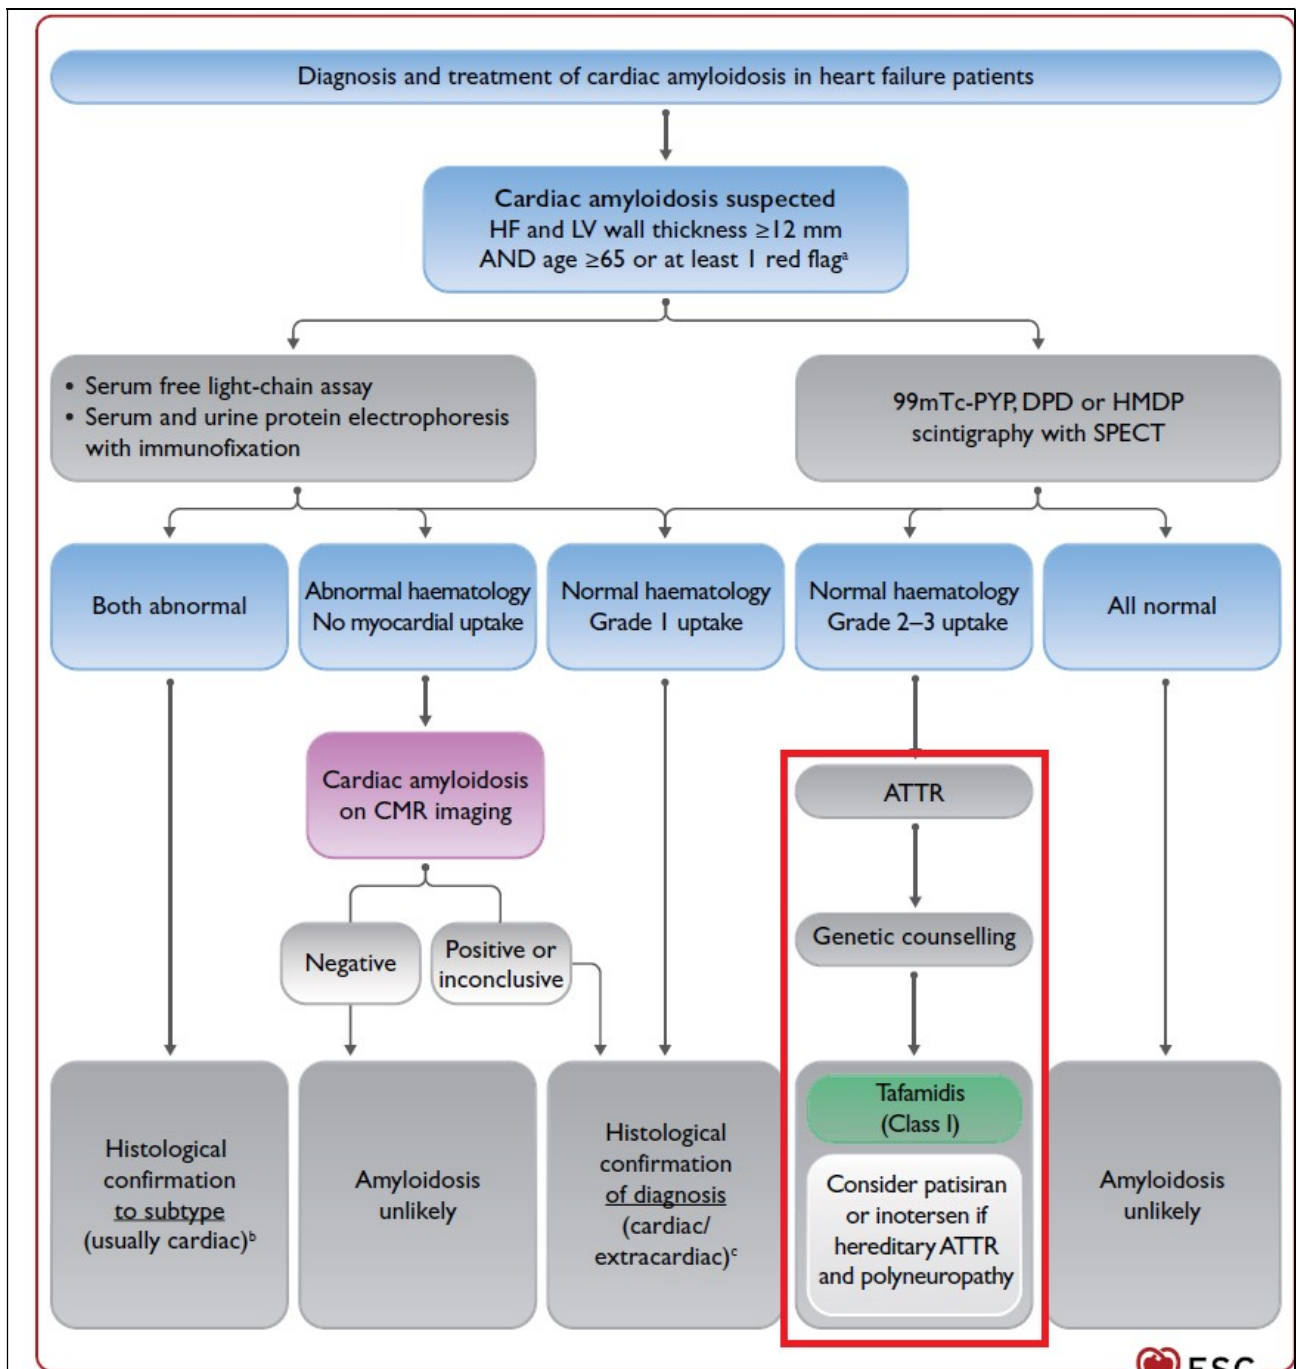 Diagnosis and treatment of cardiac amyloidosis in heart failure patients
Cardiac amyloidosis suspected
HF and LV wall thickness ≥12 mm
AND age ≥65 or at least 1 red flagᵃ
• Serum free light-chain assay
• Serum and urine protein electrophoresis
with immunofixation
99mTc-PYP, DPD or HMDP
scintigraphy with SPECT
Both abnormal
Abnormal haematology
No myocardial uptake
Normal haematology
Grade 1 uptake
Normal haematology
Grade 2–3 uptake
All normal
Cardiac amyloidosis
on CMR imaging
Negative
Positive or
inconclusive
ATTR
Genetic counselling
Histological
confirmation
to subtype
(usually cardiac)ᵇ
Amyloidosis
unlikely
Histological
confirmation
of diagnosis
(cardiac/
extracardiac)ᶜ
Tafamidis
(Class I)
Consider patisiran
or inotersen if
hereditary ATTR
and polyneuropathy
Amyloidosis
unlikely
ESC